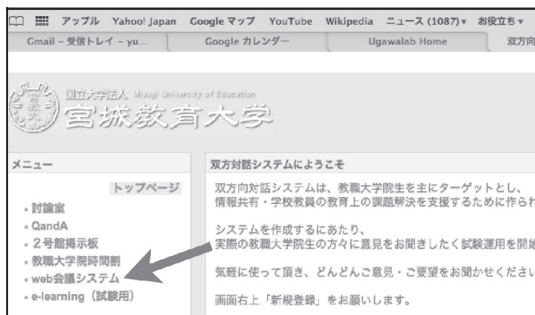 アップル Yahoo! Japan Google マップ YouTube Wikipedia ニュース (1087)▾ お役立ち▾
Gmail – 受信トレイ – yu... Google カレンダー Ugawalab Home 双方向
国立大学法人 Miyagi University of Education
宮城教育大学
メニュー
トップページ
討論室
QandA
２号館掲示板
教職大学院時間割
web会議システム
e-learning（試験用）
双方対話システムにようこそ
双方向対話システムは、教職大学院生を主にターゲットとし、
情報共有・学校教員の教育上の課題解決を支援するために作られ
システムを作成するにあたり、
実際の教職大学院生の方々に意見をお聞きしたく試験運用を開始
気軽に使って頂き、どんどんご意見・ご要望をお聞かせください
画面右上「新規登録」をお願いします。